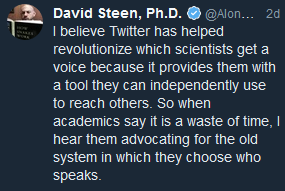 David Steen, Ph.D. @Alon... 2d
I believe Twitter has helped
revolutionize which scientists get a
voice because it provides them with
a tool they can independently use
to reach others. So when
academics say it is a waste of time, I
hear them advocating for the old
system in which they choose who
speaks.